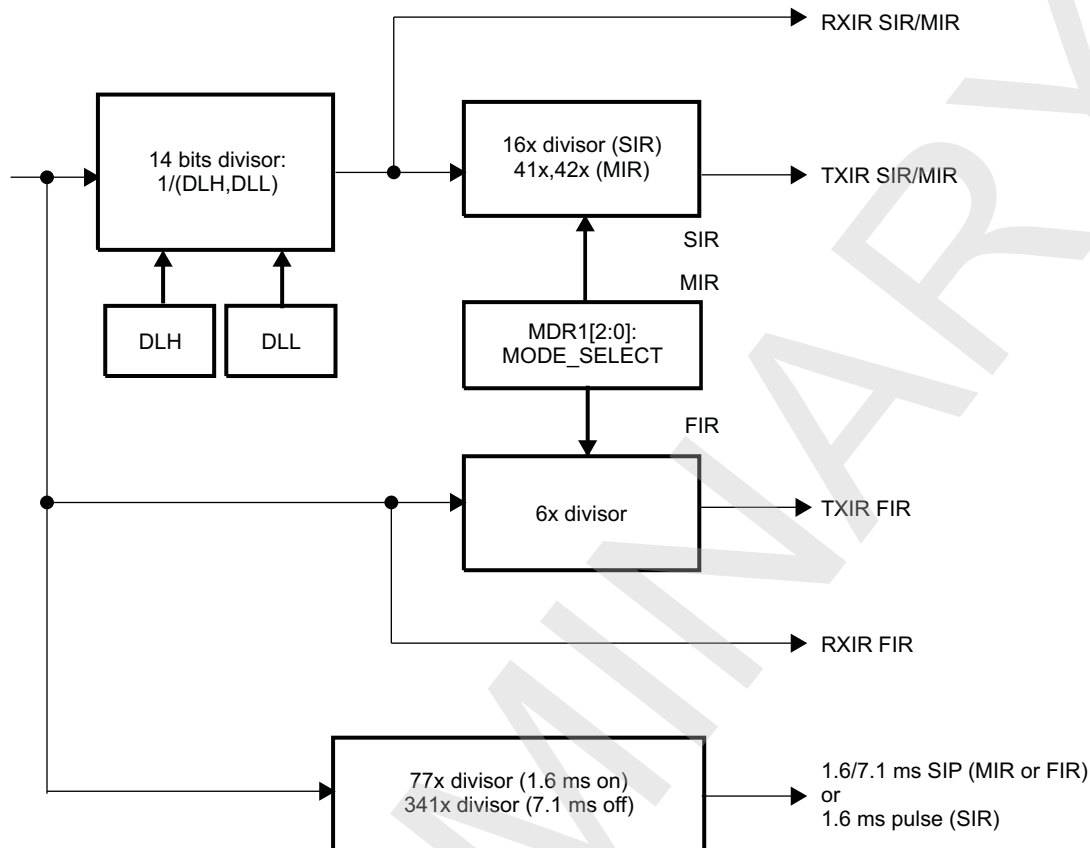 RXIR SIR/MIR
14 bits divisor:
1/(DLH,DLL)
16x divisor (SIR)
41x,42x (MIR)
TXIR SIR/MIR
SIR
MIR
DLH
DLL
MDR1[2:0]:
MODE_SELECT
FIR
6x divisor
TXIR FIR
RXIR FIR
77x divisor (1.6 ms on)
341x divisor (7.1 ms off)
1.6/7.1 ms SIP (MIR or FIR)
or
1.6 ms pulse (SIR)
MINARY